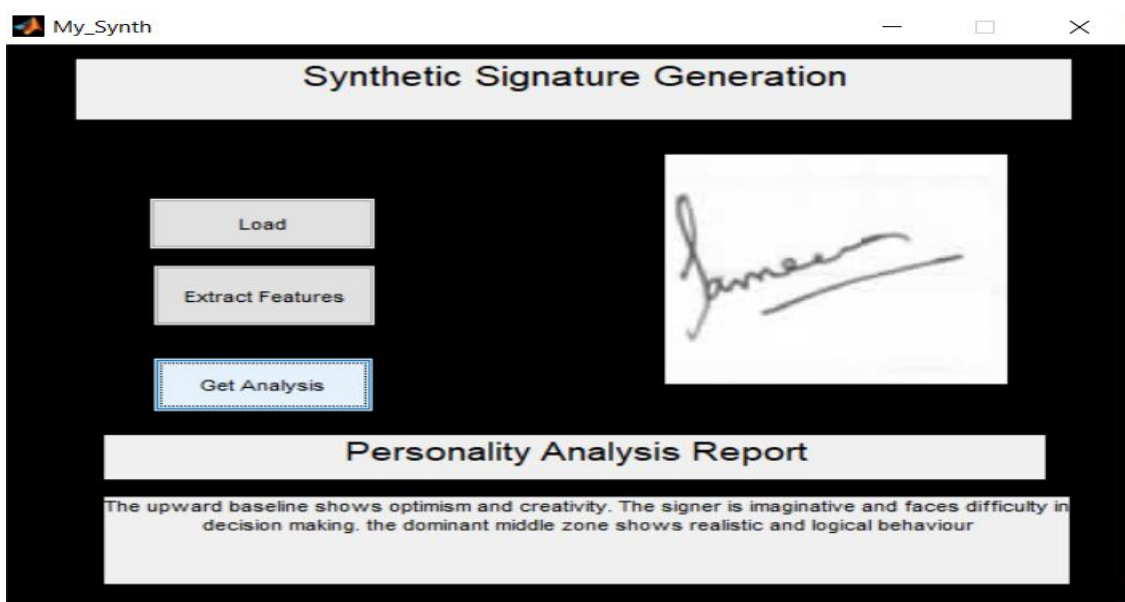 My_Synth
Synthetic Signature Generation
Load
Extract Features
Get Analysis
Personality Analysis Report
The upward baseline shows optimism and creativity. The signer is imaginative and faces difficulty in
decision making. the dominant middle zone shows realistic and logical behaviour